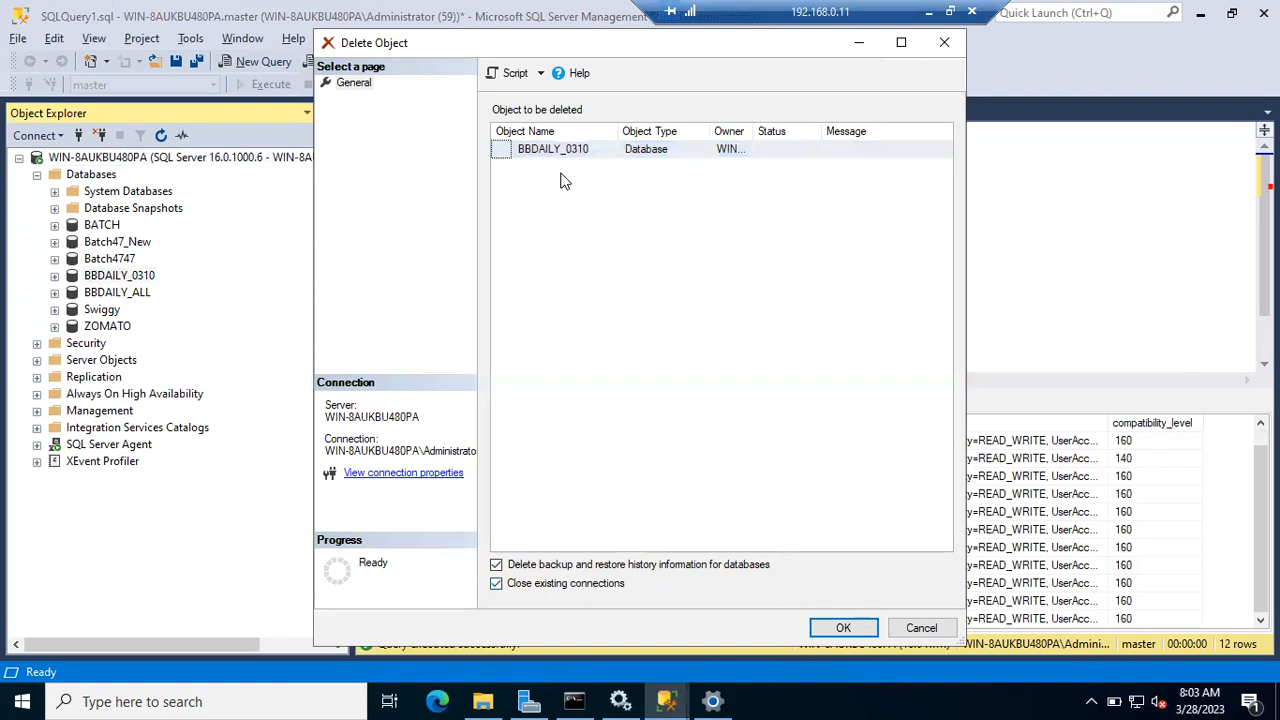 SQLQuery1.sql - WIN-8AUKBU480PA.master (WIN-8AUKBU480PA\Administrator (59))* - Microsoft SQL Server Man
192.168.0.11
Quick Launch (Ctrl+Q)
File Edit View Project Tools Window Help
New Query
master
Execute
Object Explorer
Connect
WIN-8AUKBU480PA (SQL Server 16.0.1000.6 - WIN-8A
Databases
System Databases
Database Snapshots
BATCH
Batch47_New
Batch4747
BBDAILY_0310
BBDAILY_ALL
Swiggy
ZOMATO
Security
Server Objects
Replication
Always On High Availability
Management
Integration Services Catalogs
SQL Server Agent
XEvent Profiler
Delete Object
Select a page
General
Script
Help
Object to be deleted
Object Name Object Type Owner Status Message
BBDAILY_0310 Database WIN...
Connection
Server:
WIN-8AUKBU480PA
Connection:
WIN-8AUKBU480PA\Administrato
View connection properties
Progress
Ready
Delete backup and restore history information for databases
Close existing connections
OK Cancel
compatibility_level
y=READ_WRITE, UserAcc... 160
y=READ_WRITE, UserAcc... 140
y=READ_WRITE, UserAcc... 160
y=READ_WRITE, UserAcc... 160
y=READ_WRITE, UserAcc... 160
y=READ_WRITE, UserAcc... 160
y=READ_WRITE, UserAcc... 160
y=READ_WRITE, UserAcc... 160
y=READ_WRITE, UserAcc... 160
y=READ_WRITE, UserAcc... 160
y=READ_WRITE, UserAcc... 160
Query executed successfully.
WIN-8AUKBU480PA\Admini... master 00:00:00 12 rows
Ready
Type here to search
8:03 AM
3/28/2023
1